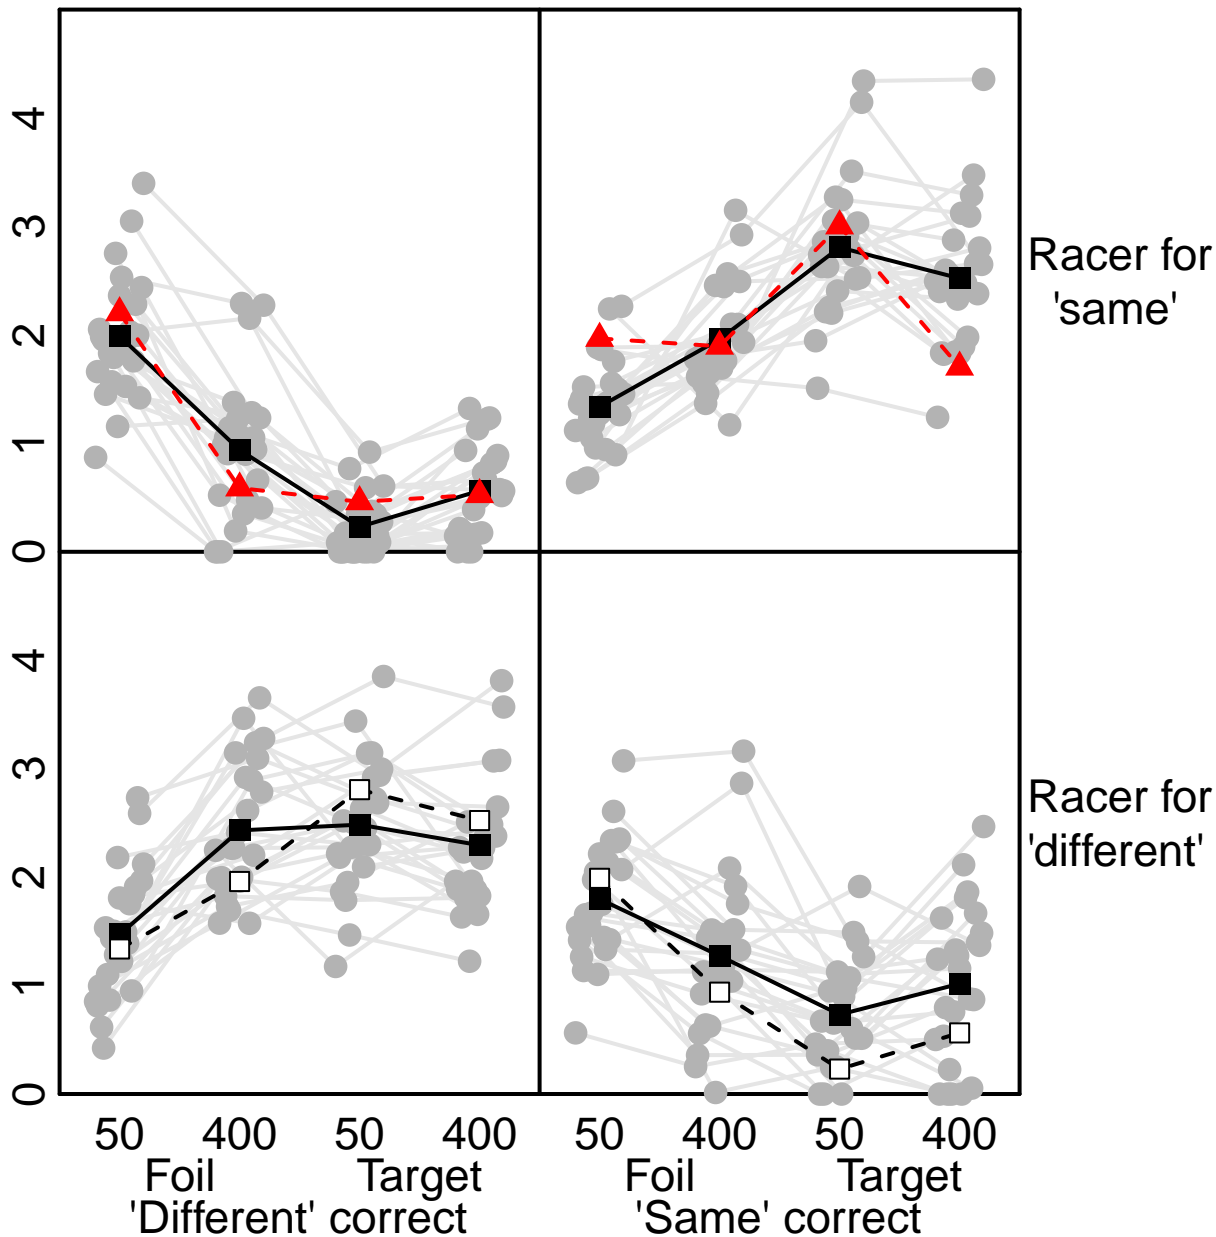 4
3
2
1
0
Racer for
'same'
4
3
2
1
0
Racer for
'different'
50 400 50 400 50 400 50 400
Foil Target Foil Target
'Different' correct 'Same' correct